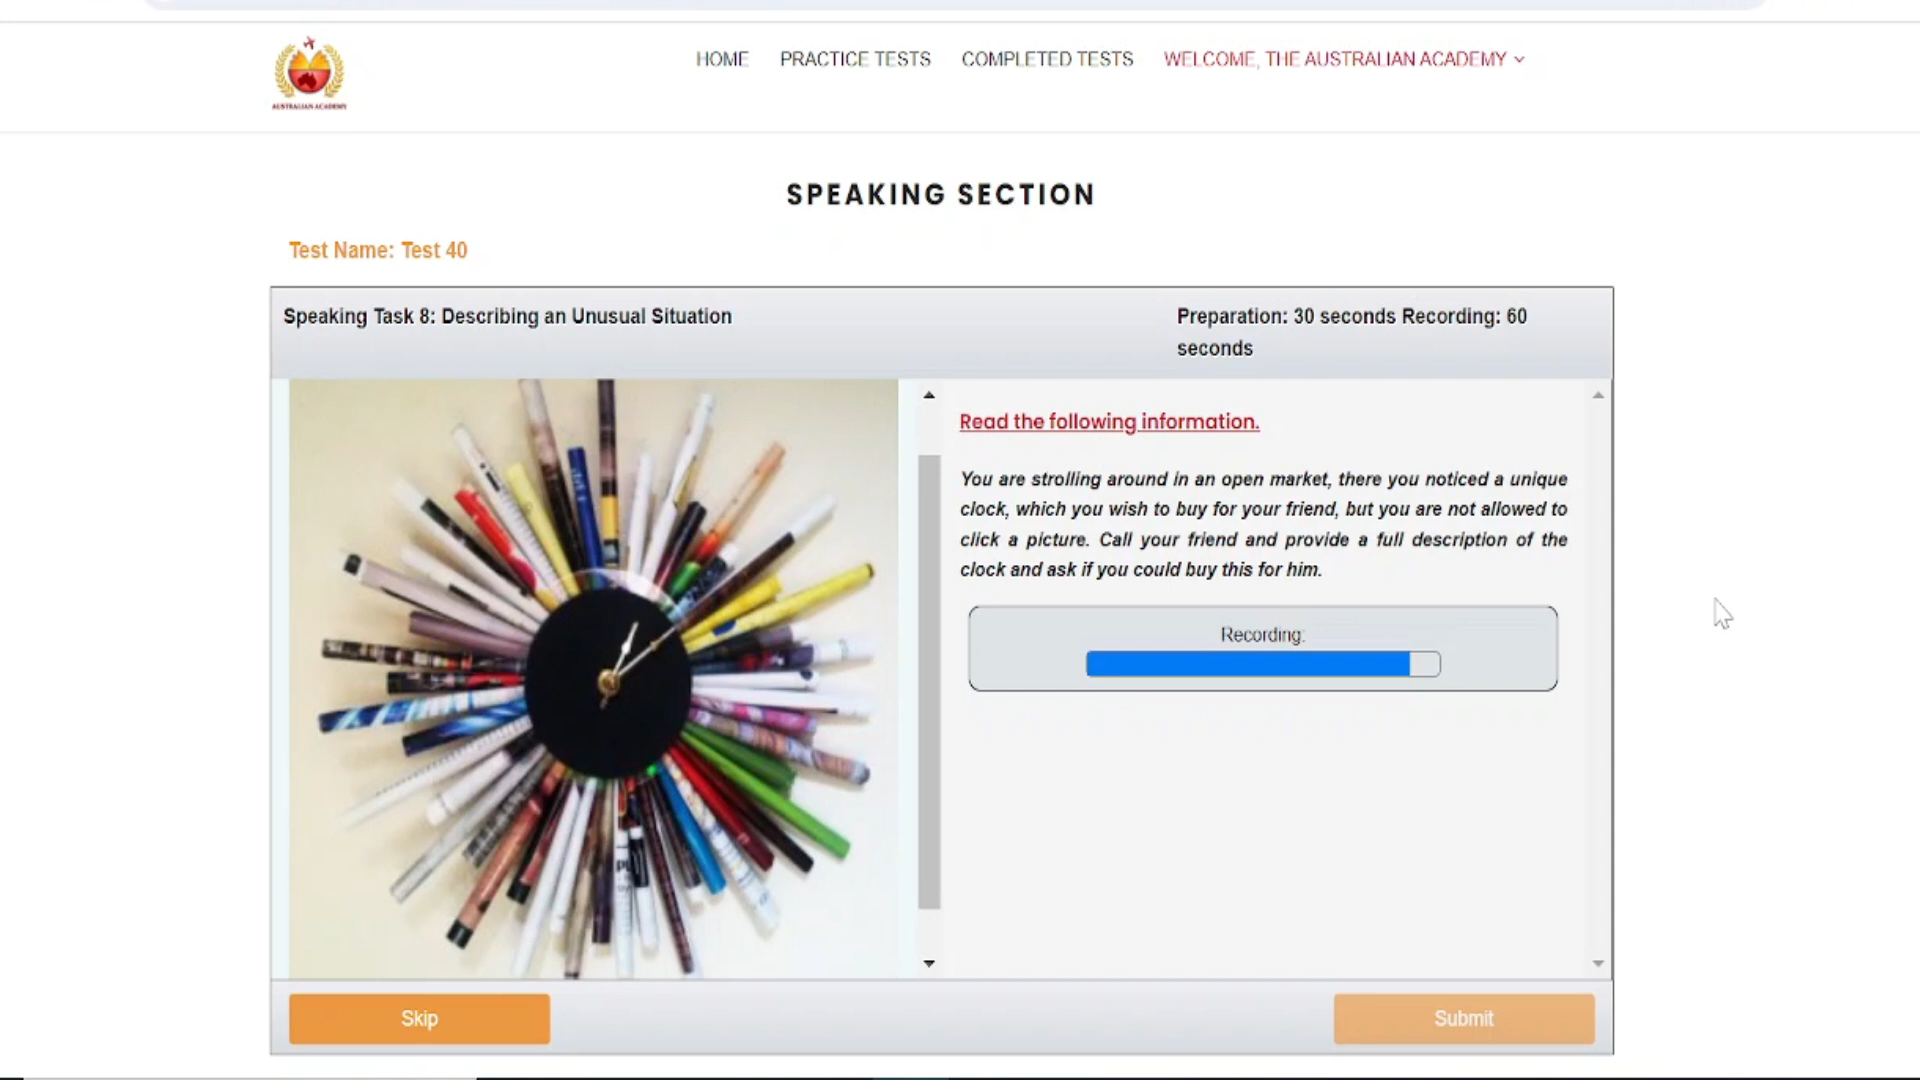 AUSTRALIAN ACADEMY
HOME PRACTICE TESTS COMPLETED TESTS WELCOME, THE AUSTRALIAN ACADEMY
SPEAKING SECTION
Test Name: Test 40
Speaking Task 8: Describing an Unusual Situation
Preparation: 30 seconds Recording: 60
seconds
Read the following information.
You are strolling around in an open market, there you noticed a unique
clock, which you wish to buy for your friend, but you are not allowed to
click a picture. Call your friend and provide a full description of the
clock and ask if you could buy this for him.
Recording:
Skip
Submit